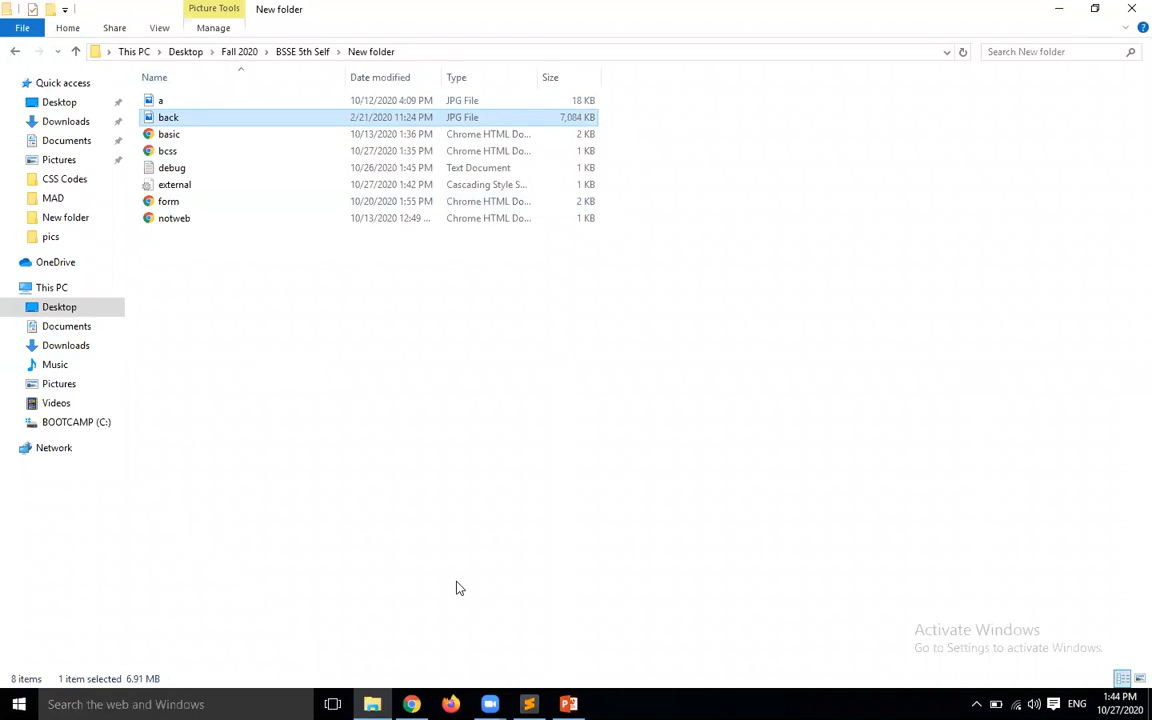 Picture Tools
New folder
File
Home
Share
View
Manage
This PC
Desktop
Fall 2020
BSSE 5th Self
New folder
Search New folder
Name
Date modified
Type
Size
Quick access
Desktop
Downloads
Documents
Pictures
CSS Codes
MAD
New folder
pics
OneDrive
This PC
Desktop
Documents
Downloads
Music
Pictures
Videos
BOOTCAMP (C:)
Network
a 10/12/2020 4:09 PM JPG File 18 KB
back 2/21/2020 11:24 PM JPG File 7,084 KB
basic 10/13/2020 1:36 PM Chrome HTML Do... 2 KB
bcss 10/27/2020 1:35 PM Chrome HTML Do... 1 KB
debug 10/26/2020 1:45 PM Text Document 1 KB
external 10/27/2020 1:42 PM Cascading Style S... 1 KB
form 10/20/2020 1:55 PM Chrome HTML Do... 2 KB
notweb 10/13/2020 12:49 ... Chrome HTML Do... 1 KB
Activate Windows
Go to Settings to activate Windows.
8 items 1 item selected 6.91 MB
Search the web and Windows
ENG
1:44 PM
10/27/2020